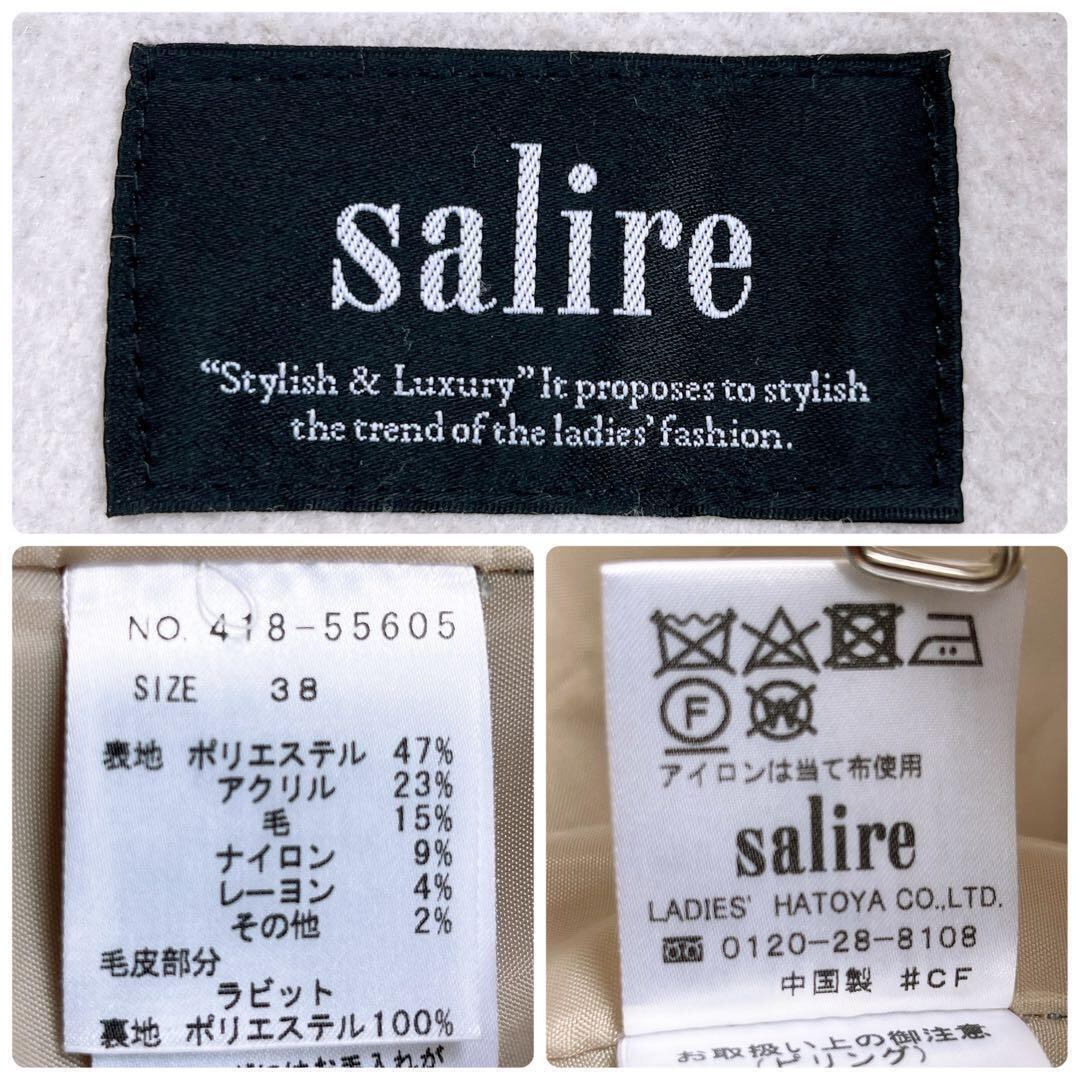 salire
“Stylish & Luxury” It proposes to stylish
the trend of the ladies’ fashion.
NO. 418-55605
SIZE 38
表地 ポリエステル 47%
アクリル 23%
毛 15%
ナイロン 9%
レーヨン 4%
その他 2%
毛皮部分
ラビット
裏地 ポリエステル 100%
F
W
アイロンは当て布使用
salire
LADIES' HATOYA CO.,LTD.
0120-28-8108
中国製 #CF
お取扱い上の御注意
(ピリング)